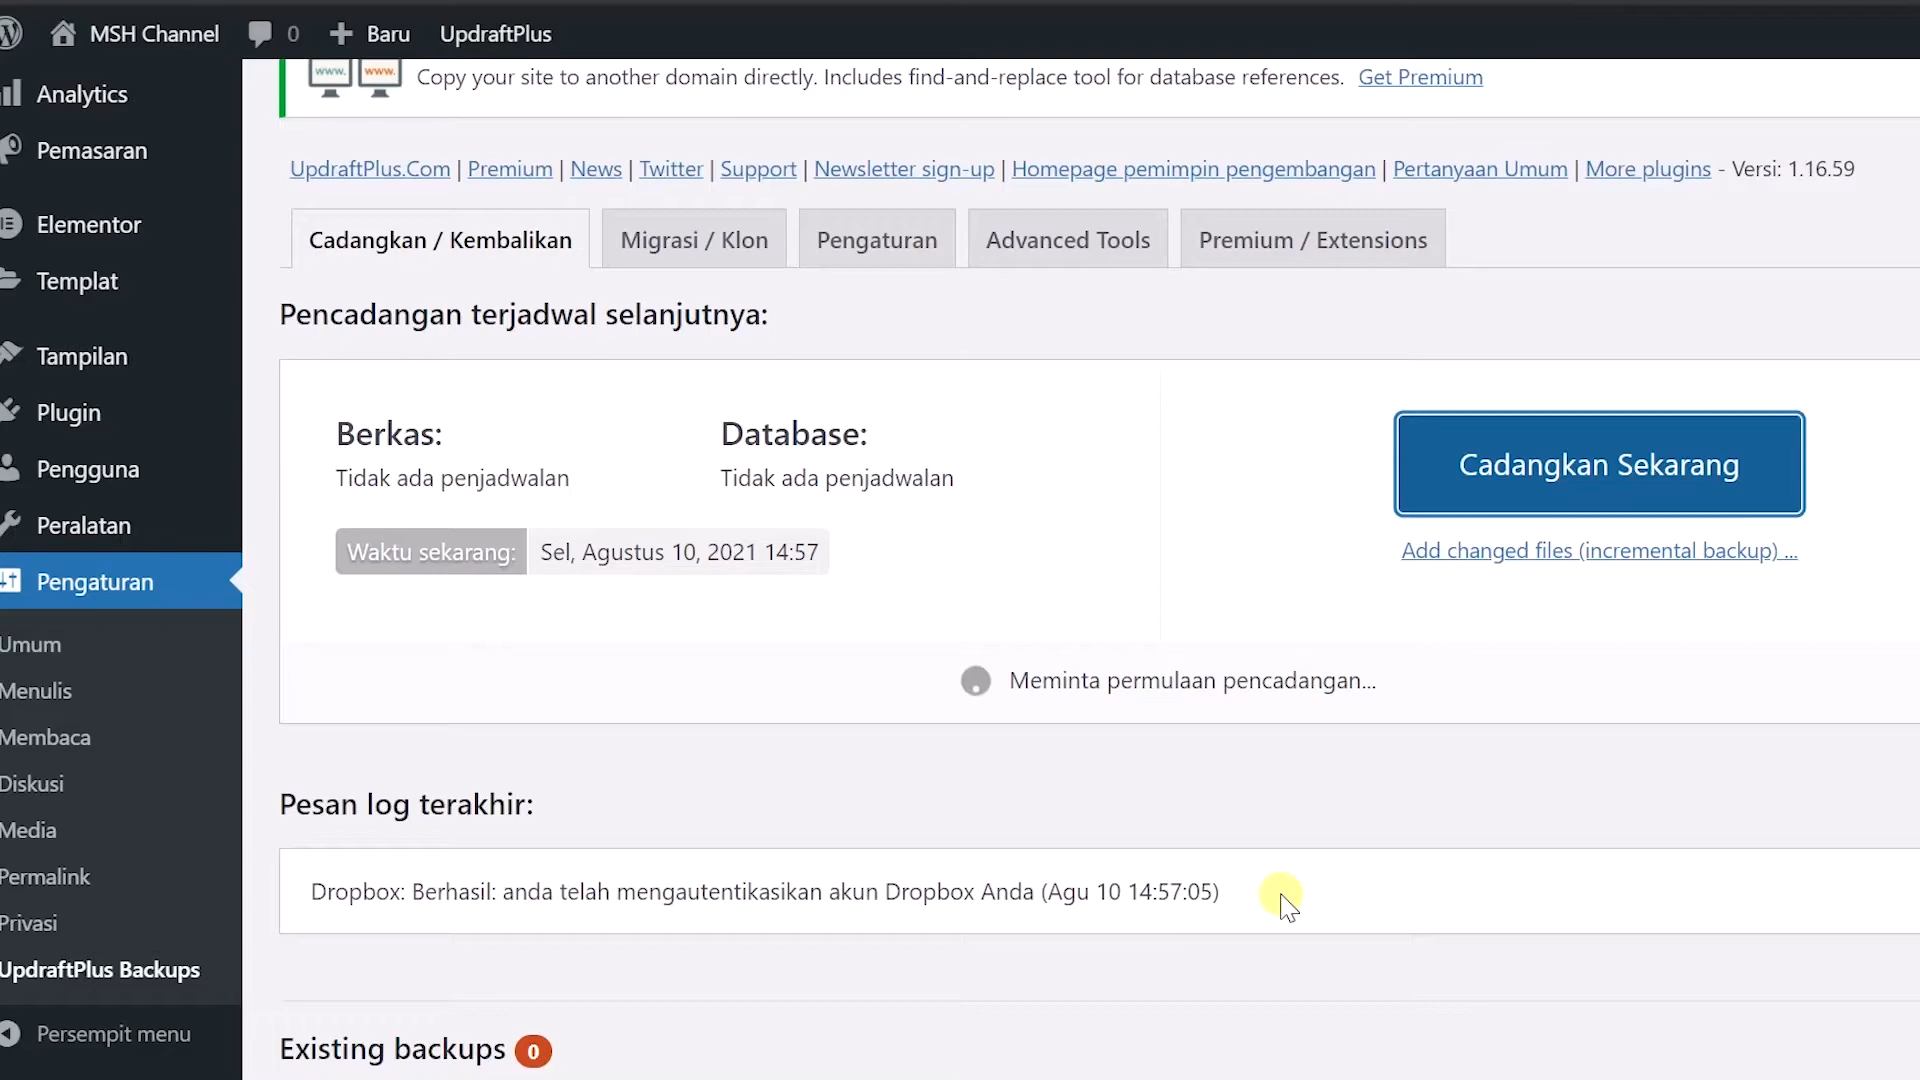 MSH Channel 0 Baru UpdraftPlus
www. www. Copy your site to another domain directly. Includes find-and-replace tool for database references. Get Premium
Analytics
Pemasaran
Elementor
Templat
Tampilan
Plugin
Pengguna
Peralatan
Pengaturan
Umum
Menulis
Membaca
Diskusi
Media
Permalink
Privasi
UpdraftPlus Backups
Persempit menu
UpdraftPlus.Com | Premium | News | Twitter | Support | Newsletter sign-up | Homepage pemimpin pengembangan | Pertanyaan Umum | More plugins - Versi: 1.16.59
Cadangkan / Kembalikan Migrasi / Klon Pengaturan Advanced Tools Premium / Extensions
Pencadangan terjadwal selanjutnya:
Berkas: Database:
Tidak ada penjadwalan Tidak ada penjadwalan
Waktu sekarang: Sel, Agustus 10, 2021 14:57
Cadangkan Sekarang
Add changed files (incremental backup) ...
Meminta permulaan pencadangan...
Pesan log terakhir:
Dropbox: Berhasil: anda telah mengautentikasikan akun Dropbox Anda (Agu 10 14:57:05)
Existing backups 0